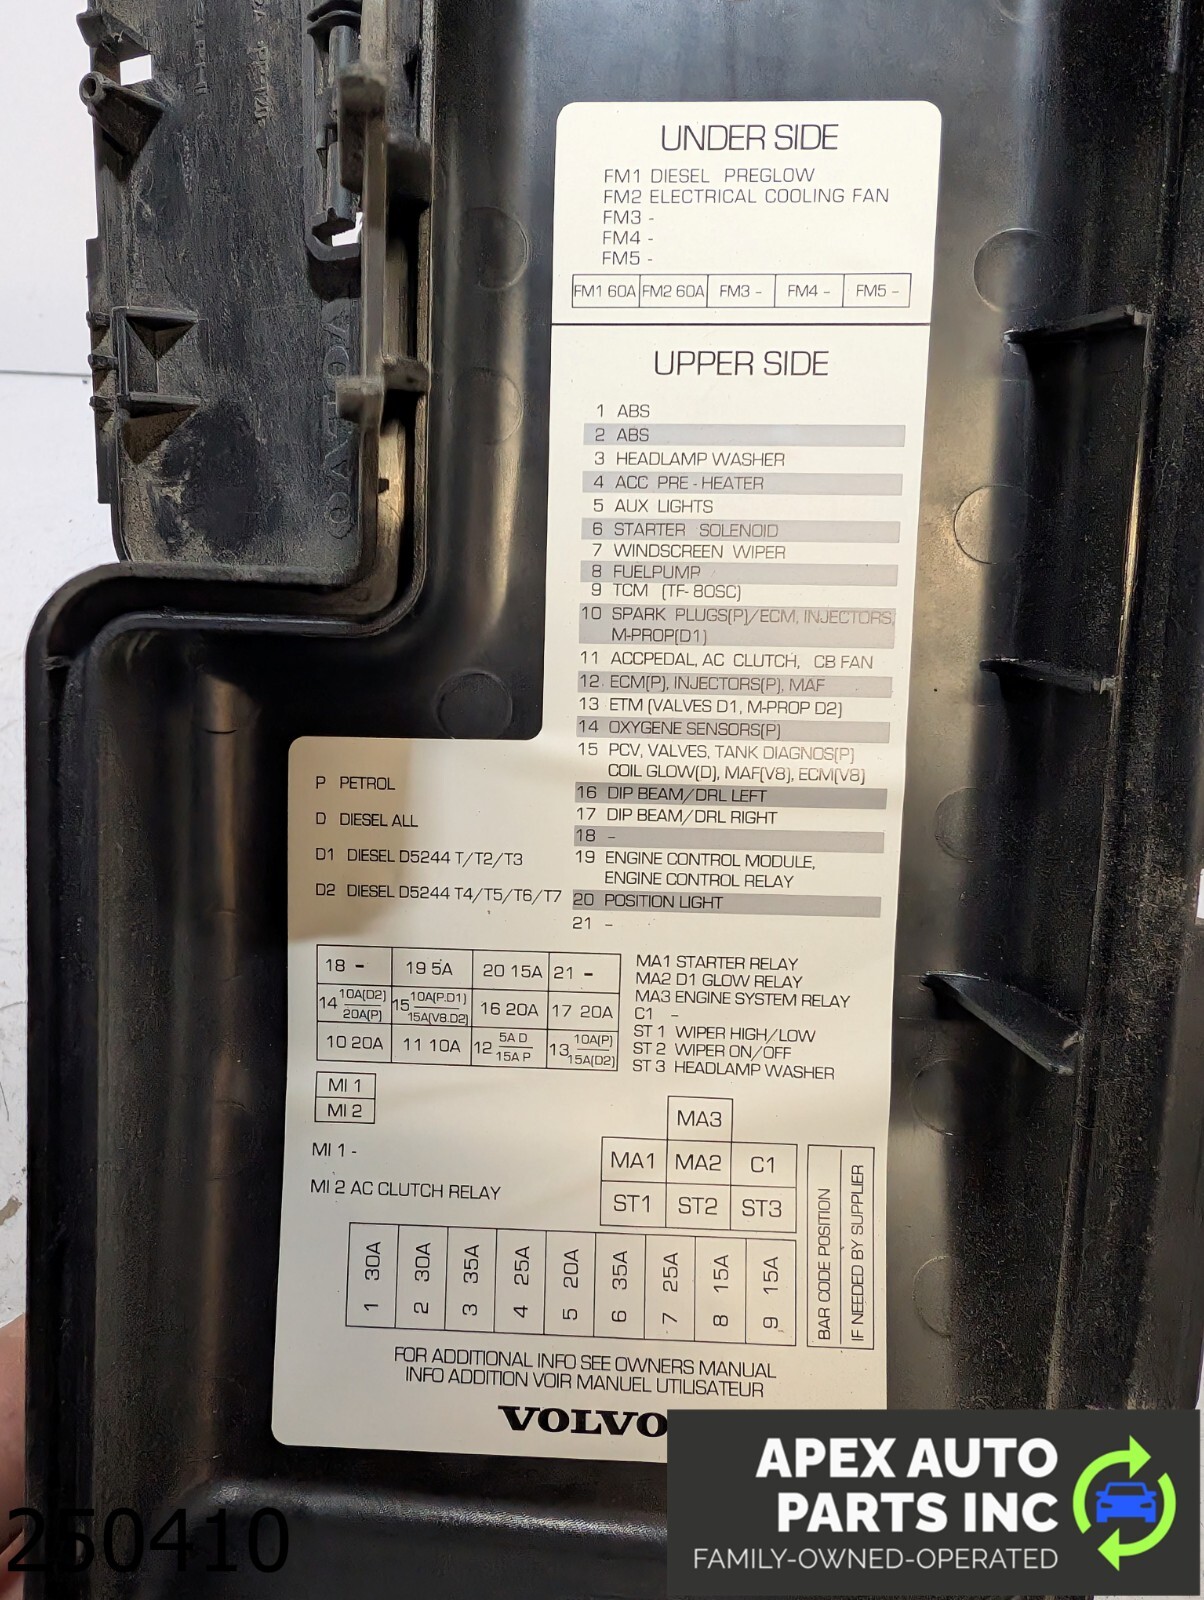 VOLVO
VOLVO
UNDER SIDE
FM1 DIESEL PREGLOW
FM2 ELECTRICAL COOLING FAN
FM3 -
FM4 -
FM5 -
FM1 60A FM2 60A FM3 - FM4 - FM5 -
UPPER SIDE
1 ABS
2 ABS
3 HEADLAMP WASHER
4 ACC PRE - HEATER
5 AUX LIGHTS
6 STARTER SOLENOID
7 WINDSCREEN WIPER
8 FUELPUMP
9 TCM (TF- 80SC)
10 SPARK PLUGS(P)/ECM, INJECTORS,
M-PROP(D1)
11 ACCPEDAL, AC CLUTCH, CB FAN
12 ECM(P), INJECTORS(P), MAF
13 ETM (VALVES D1, M-PROP D2)
14 OXYGENE SENSORS(P)
15 PCV, VALVES, TANK DIAGNOS(P)
COIL GLOW(D), MAF(V8), ECM(V8)
16 DIP BEAM/DRL LEFT
17 DIP BEAM/DRL RIGHT
18 -
19 ENGINE CONTROL MODULE,
ENGINE CONTROL RELAY
20 POSITION LIGHT
21 -
P PETROL
D DIESEL ALL
D1 DIESEL D5244 T/T2/T3
D2 DIESEL D5244 T4/T5/T6/T7
18 - 19 5A 20 15A 21 -
14 10A(D2) 20A(P) 15 10A(P.D1) 15A(V8.D2) 16 20A 17 20A
10 20A 11 10A 12 5A D 15A P 13 10A(P) 15A(D2)
MA1 STARTER RELAY
MA2 D1 GLOW RELAY
MA3 ENGINE SYSTEM RELAY
C1 -
ST 1 WIPER HIGH/LOW
ST 2 WIPER ON/OFF
ST 3 HEADLAMP WASHER
MI 1
MI 2
MI 1 -
MI 2 AC CLUTCH RELAY
MA3
MA1 MA2 C1
ST1 ST2 ST3
BAR CODE POSITION
IF NEEDED BY SUPPLIER
1 30A
2 30A
3 35A
4 25A
5 20A
6 35A
7 25A
8 15A
9 15A
FOR ADDITIONAL INFO SEE OWNERS MANUAL
INFO ADDITION VOIR MANUEL UTILISATEUR
VOLVO
250410
APEX AUTO
PARTS INC
FAMILY-OWNED-OPERATED